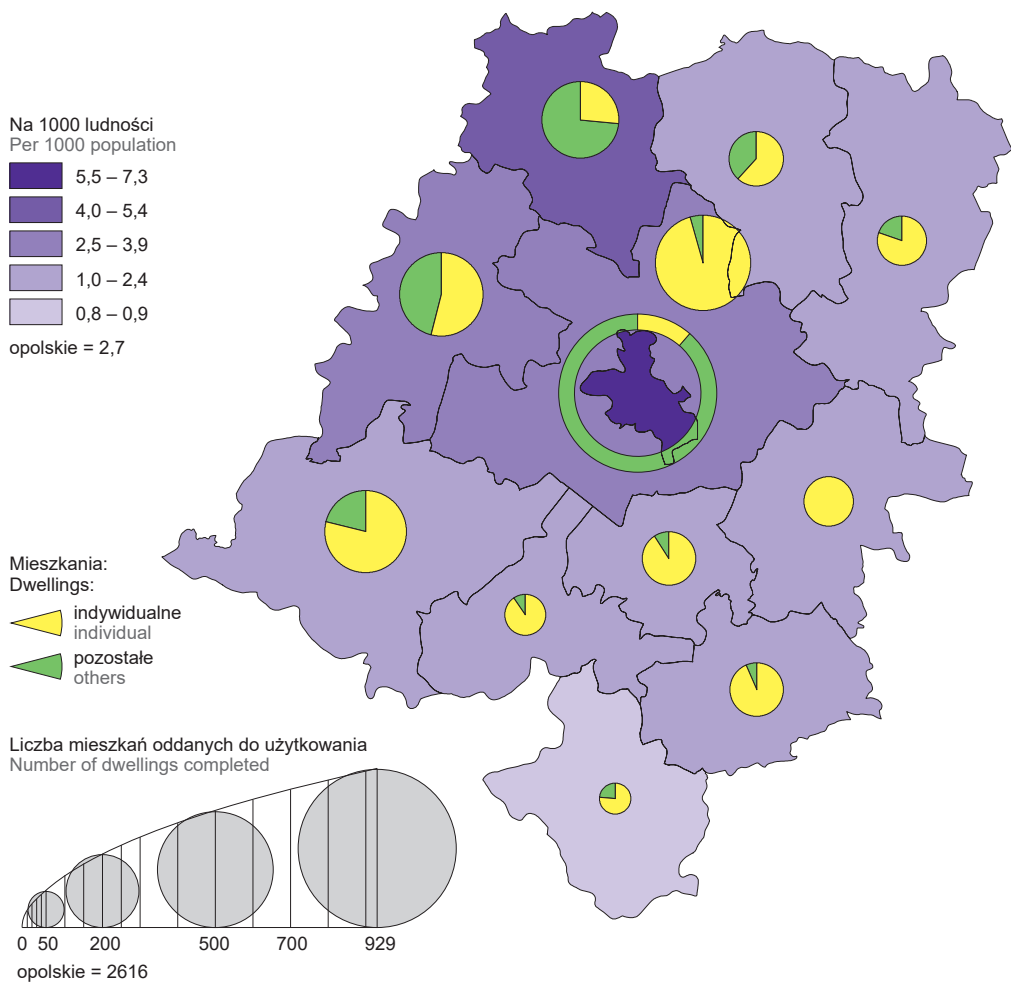 Na 1000 ludności
Per 1000 population
5,5 – 7,3
4,0 – 5,4
2,5 – 3,9
1,0 – 2,4
0,8 – 0,9
opolskie = 2,7
Mieszkania:
Dwellings:
indywidualne
individual
pozostałe
others
Liczba mieszkań oddanych do użytkowania
Number of dwellings completed
0 50 200 500 700 929
opolskie = 2616